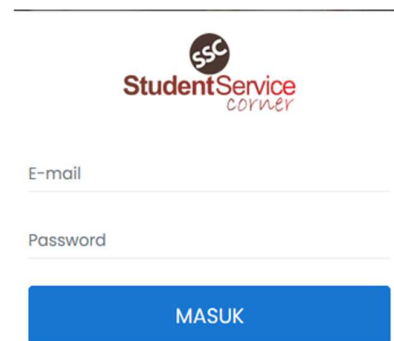 SSC
StudentService
corner
E-mail
Password
MASUK